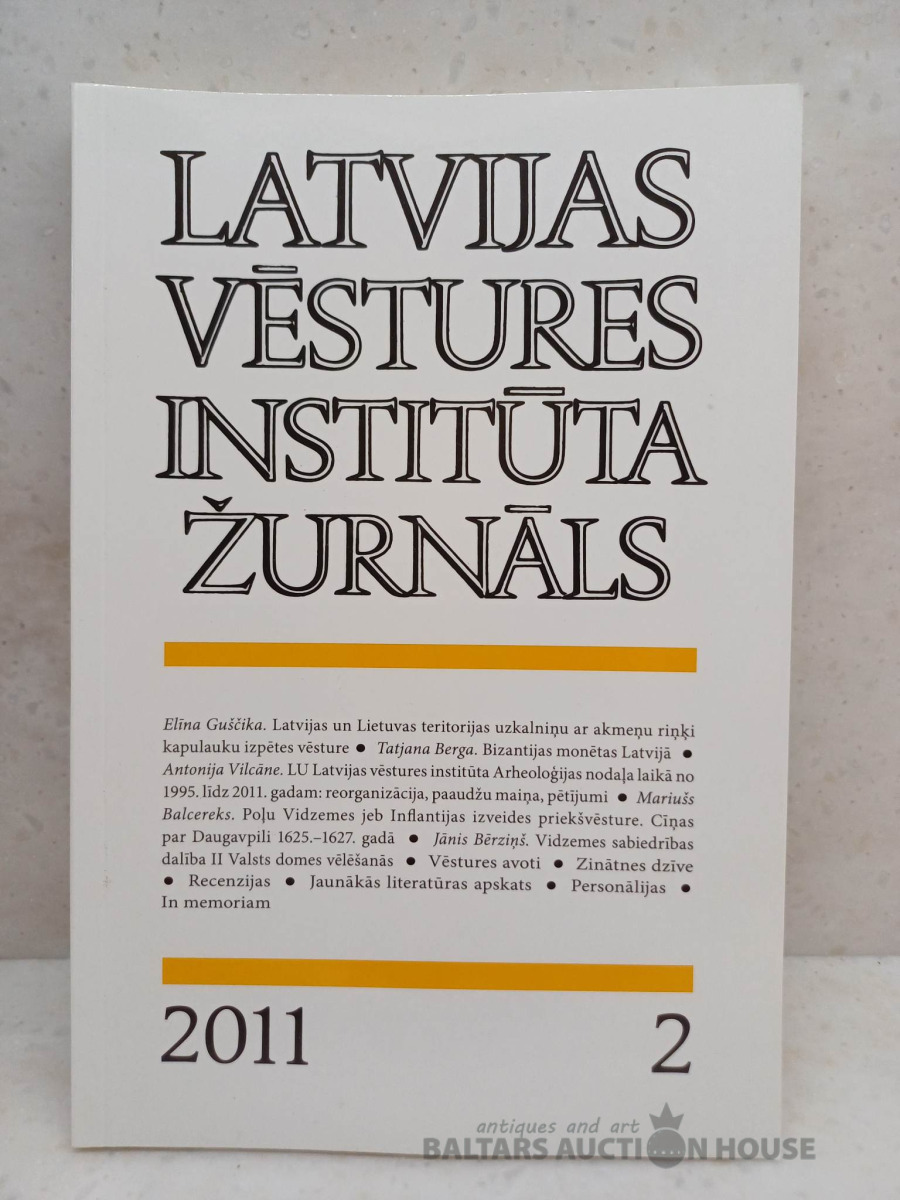 LATVIJAS
VĒSTURES
INSTITŪTA
ŽURNĀLS
Elīna Guščika. Latvijas un Lietuvas teritorijas uzkalniņu ar akmeņu riņķi
kapulauku izpētes vēsture ● Tatjana Berga. Bizantijas monētas Latvijā ●
Antonija Vilcāne. LU Latvijas vēstures institūta Arheoloģijas nodaļa laikā no
1995. līdz 2011. gadam: reorganizācija, paaudžu maiņa, pētījumi ● Mariušs
Balcereks. Poļu Vidzemes jeb Inflantijas izveides priekšvēsture. Cīņas
par Daugavpili 1625.–1627. gadā ● Jānis Bērziņš. Vidzemes sabiedrības
dalība II Valsts domes vēlēšanās ● Vēstures avoti ● Zinātnes dzīve
● Recenzijas ● Jaunākās literatūras apskats ● Personālijas ●
In memoriam
2011 2
antiques and art
BALTARS AUCTION HOUSE